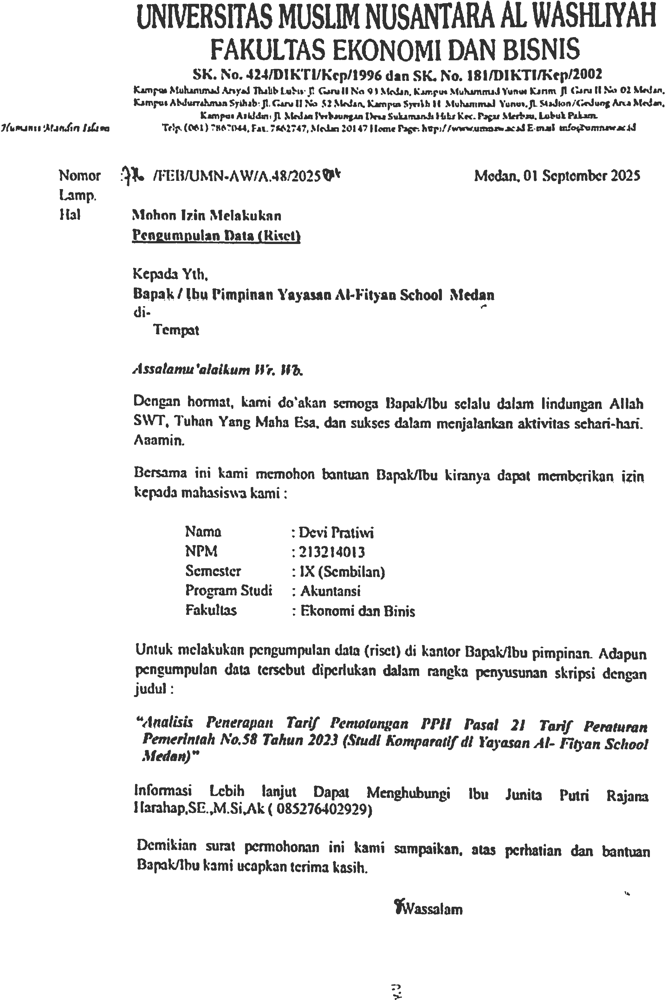 UNIVERSITAS MUSLIM NUSANTARA AL WASHLIYAH
FAKULTAS EKONOMI DAN BISNIS
SK. No. 424/DIKTI/Kep/1996 dan SK. No. 181/DIKTI/Kep/2002
Kampus Muhammad Arsyad Thalib Lubis: Jl. Garu II No 93 Medan, Kampus Muhammad Yunus Karim Jl Garu II No 02 Medan,
Kampus Abdurrahman Syihab: Jl. Garu II No 52 Medan, Kampus Syeikh H Muhammad Yunus, Jl. Stadion/Gedung Arca Medan,
Kampus Jl Medan Perbaungan Desa Sukamandi Hilir Kec. Pagar Merbau, Lubuk Pakam.
Humanis Mandiri Islam
Telp. (061) 7867044, Fax. 7862747, Medan 20147 Home Page: http://www.umnaw.ac.id E-mail info@umnaw.ac.id
Nomor : /FEB/UMN-AW/A.48/2025
Medan, 01 September 2025
Lamp.
Hal Mohon Izin Melakukan
Pengumpulan Data (Riset)
Kepada Yth,
Bapak / Ibu Pimpinan Yayasan Al-Fityan School Medan
di-
Tempat
Assalamu'alaikum Wr. Wb.
Dengan hormat, kami do'akan semoga Bapak/Ibu selalu dalam lindungan Allah
SWT, Tuhan Yang Maha Esa, dan sukses dalam menjalankan aktivitas sehari-hari.
Aaamin.
Bersama ini kami memohon bantuan Bapak/Ibu kiranya dapat memberikan izin
kepada mahasiswa kami :
Nama : Devi Pratiwi
NPM : 213214013
Semester : IX (Sembilan)
Program Studi : Akuntansi
Fakultas : Ekonomi dan Binis
Untuk melakukan pengumpulan data (riset) di kantor Bapak/Ibu pimpinan. Adapun
pengumpulan data tersebut diperlukan dalam rangka penyusunan skripsi dengan
judul :
“Analisis Penerapan Tarif Pemotongan PPH Pasal 21 Tarif Peraturan
Pemerintah No.58 Tahun 2023 (Studi Komparatif di Yayasan Al- Fityan School
Medan)”
Informasi Lebih lanjut Dapat Menghubungi Ibu Junita Putri Rajana
Harahap,SE.,M.Si,Ak ( 085276402929)
Demikian surat permohonan ini kami sampaikan, atas perhatian dan bantuan
Bapak/Ibu kami ucapkan terima kasih.
Wassalam